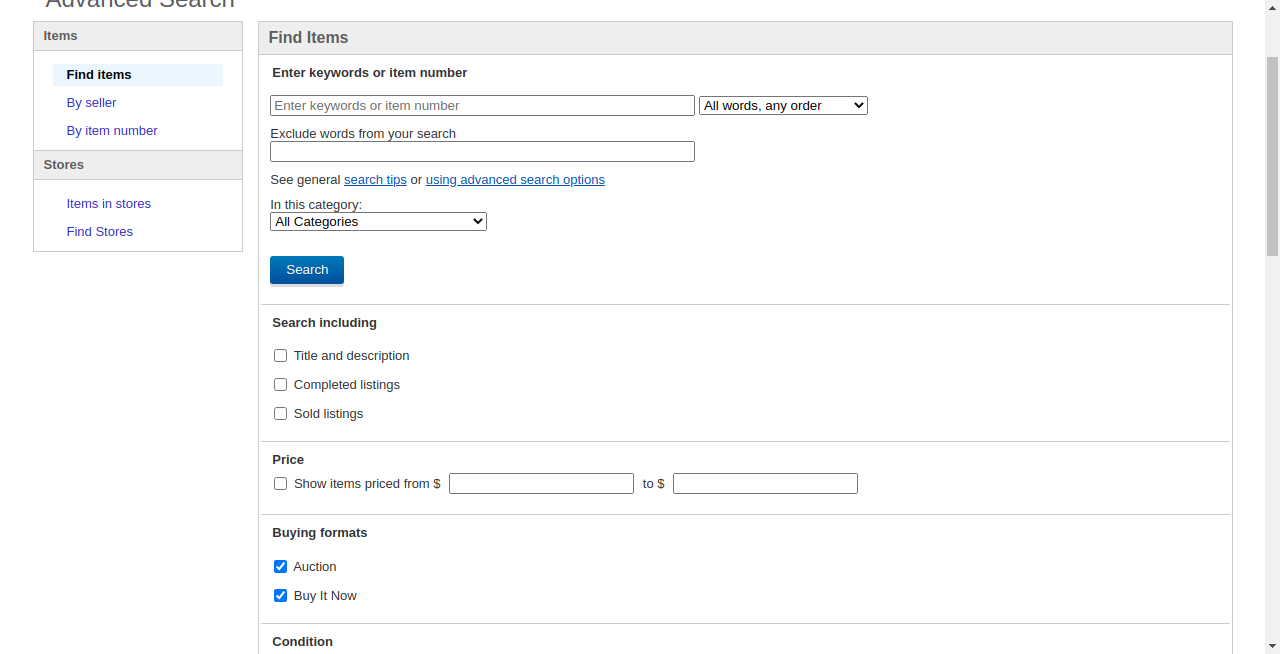 Advanced Search
Items
Find items
By seller
By item number
Stores
Items in stores
Find Stores
Find Items
Enter keywords or item number
Enter keywords or item number All words, any order
Exclude words from your search
See general search tips or using advanced search options
In this category:
All Categories
Search
Search including
Title and description
Completed listings
Sold listings
Price
Show items priced from $ to $
Buying formats
Auction
Buy It Now
Condition